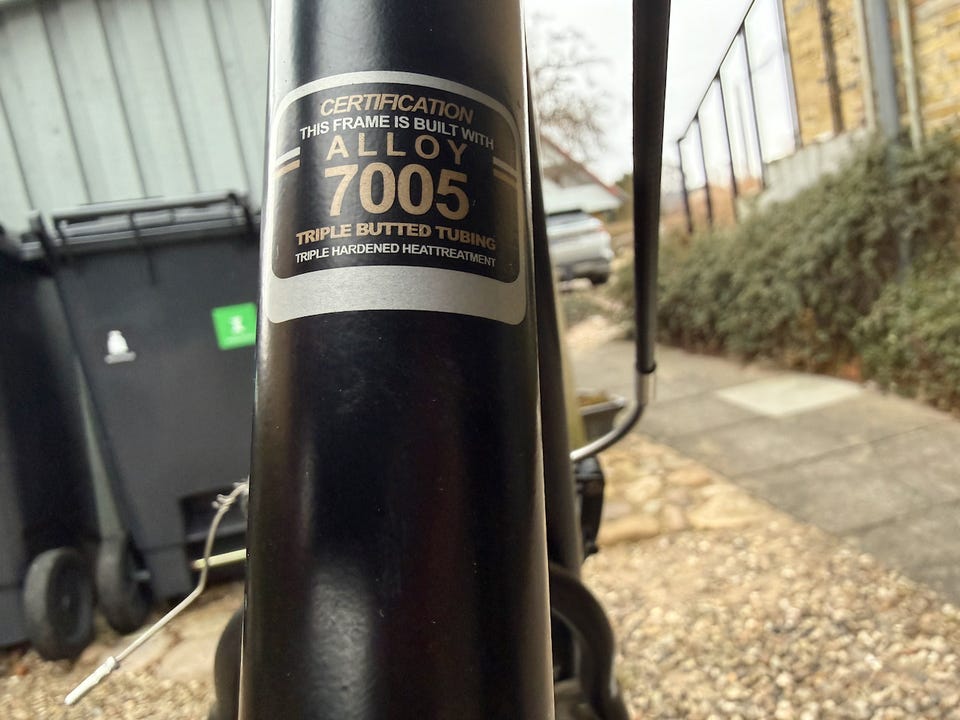 CERTIFICATION
THIS FRAME IS BUILT WITH
ALLOY
7005
TRIPLE BUTTED TUBING
TRIPLE HARDENED HEATTREATMENT